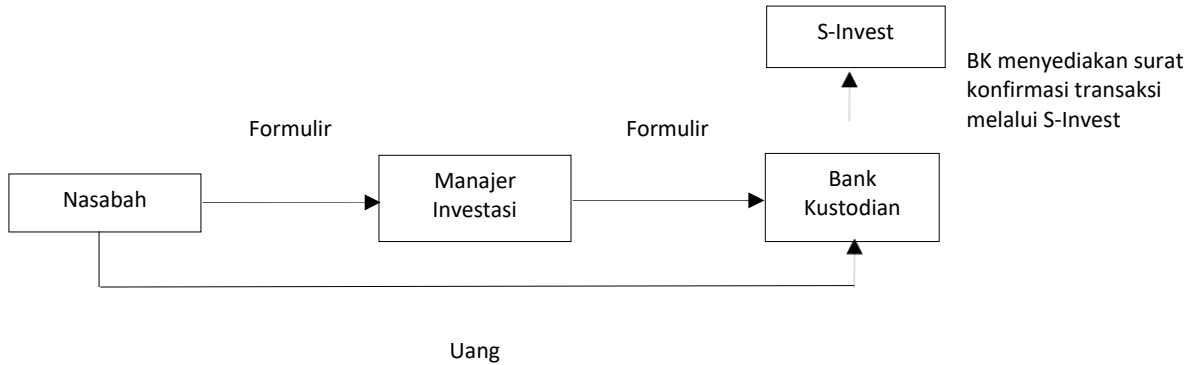 S-Invest
BK menyediakan surat
konfirmasi transaksi
melalui S-Invest
Formulir
Formulir
Nasabah
Manajer
Investasi
Bank
Kustodian
Uang